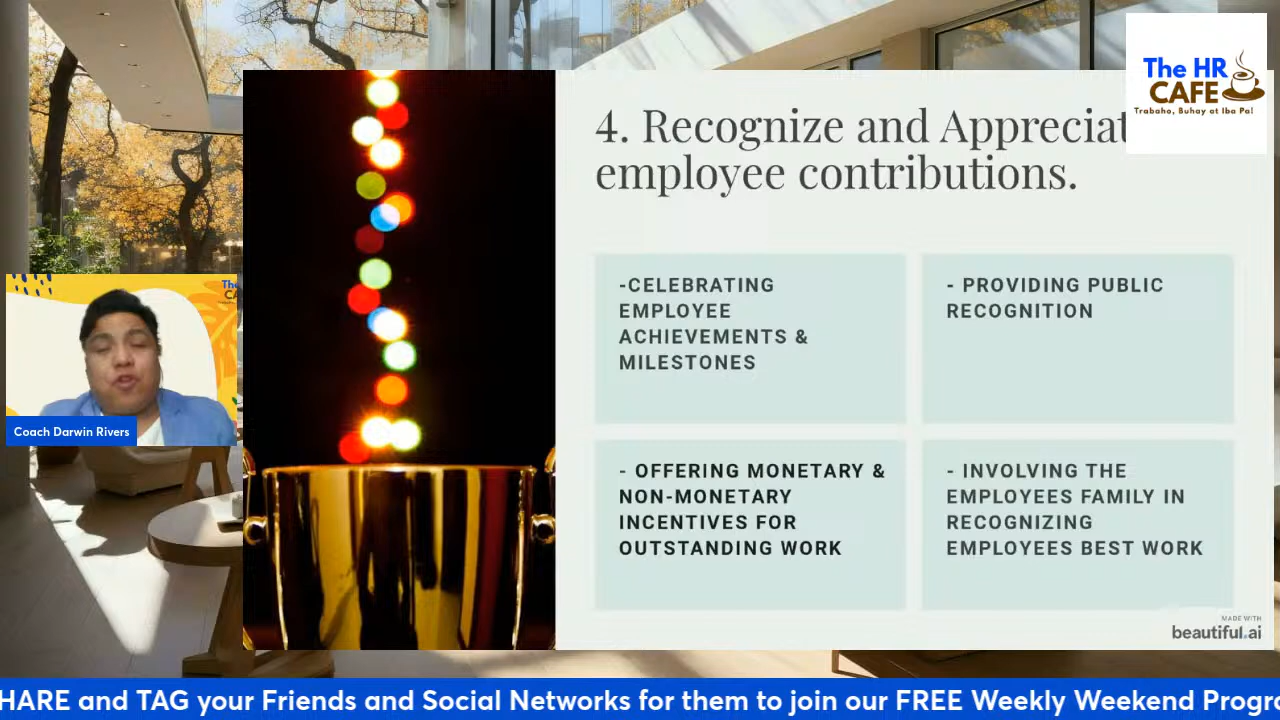 The HR
CAFE
Trabaho, Buhay at Iba Pa!
4. Recognize and Appreciat
employee contributions.
-CELEBRATING
EMPLOYEE
ACHIEVEMENTS &
MILESTONES
- PROVIDING PUBLIC
RECOGNITION
- OFFERING MONETARY &
NON-MONETARY
INCENTIVES FOR
OUTSTANDING WORK
- INVOLVING THE
EMPLOYEES FAMILY IN
RECOGNIZING
EMPLOYEES BEST WORK
The
CA
Coach Darwin Rivers
MADE WITH
beautiful.ai
HARE and TAG your Friends and Social Networks for them to join our FREE Weekly Weekend Progr